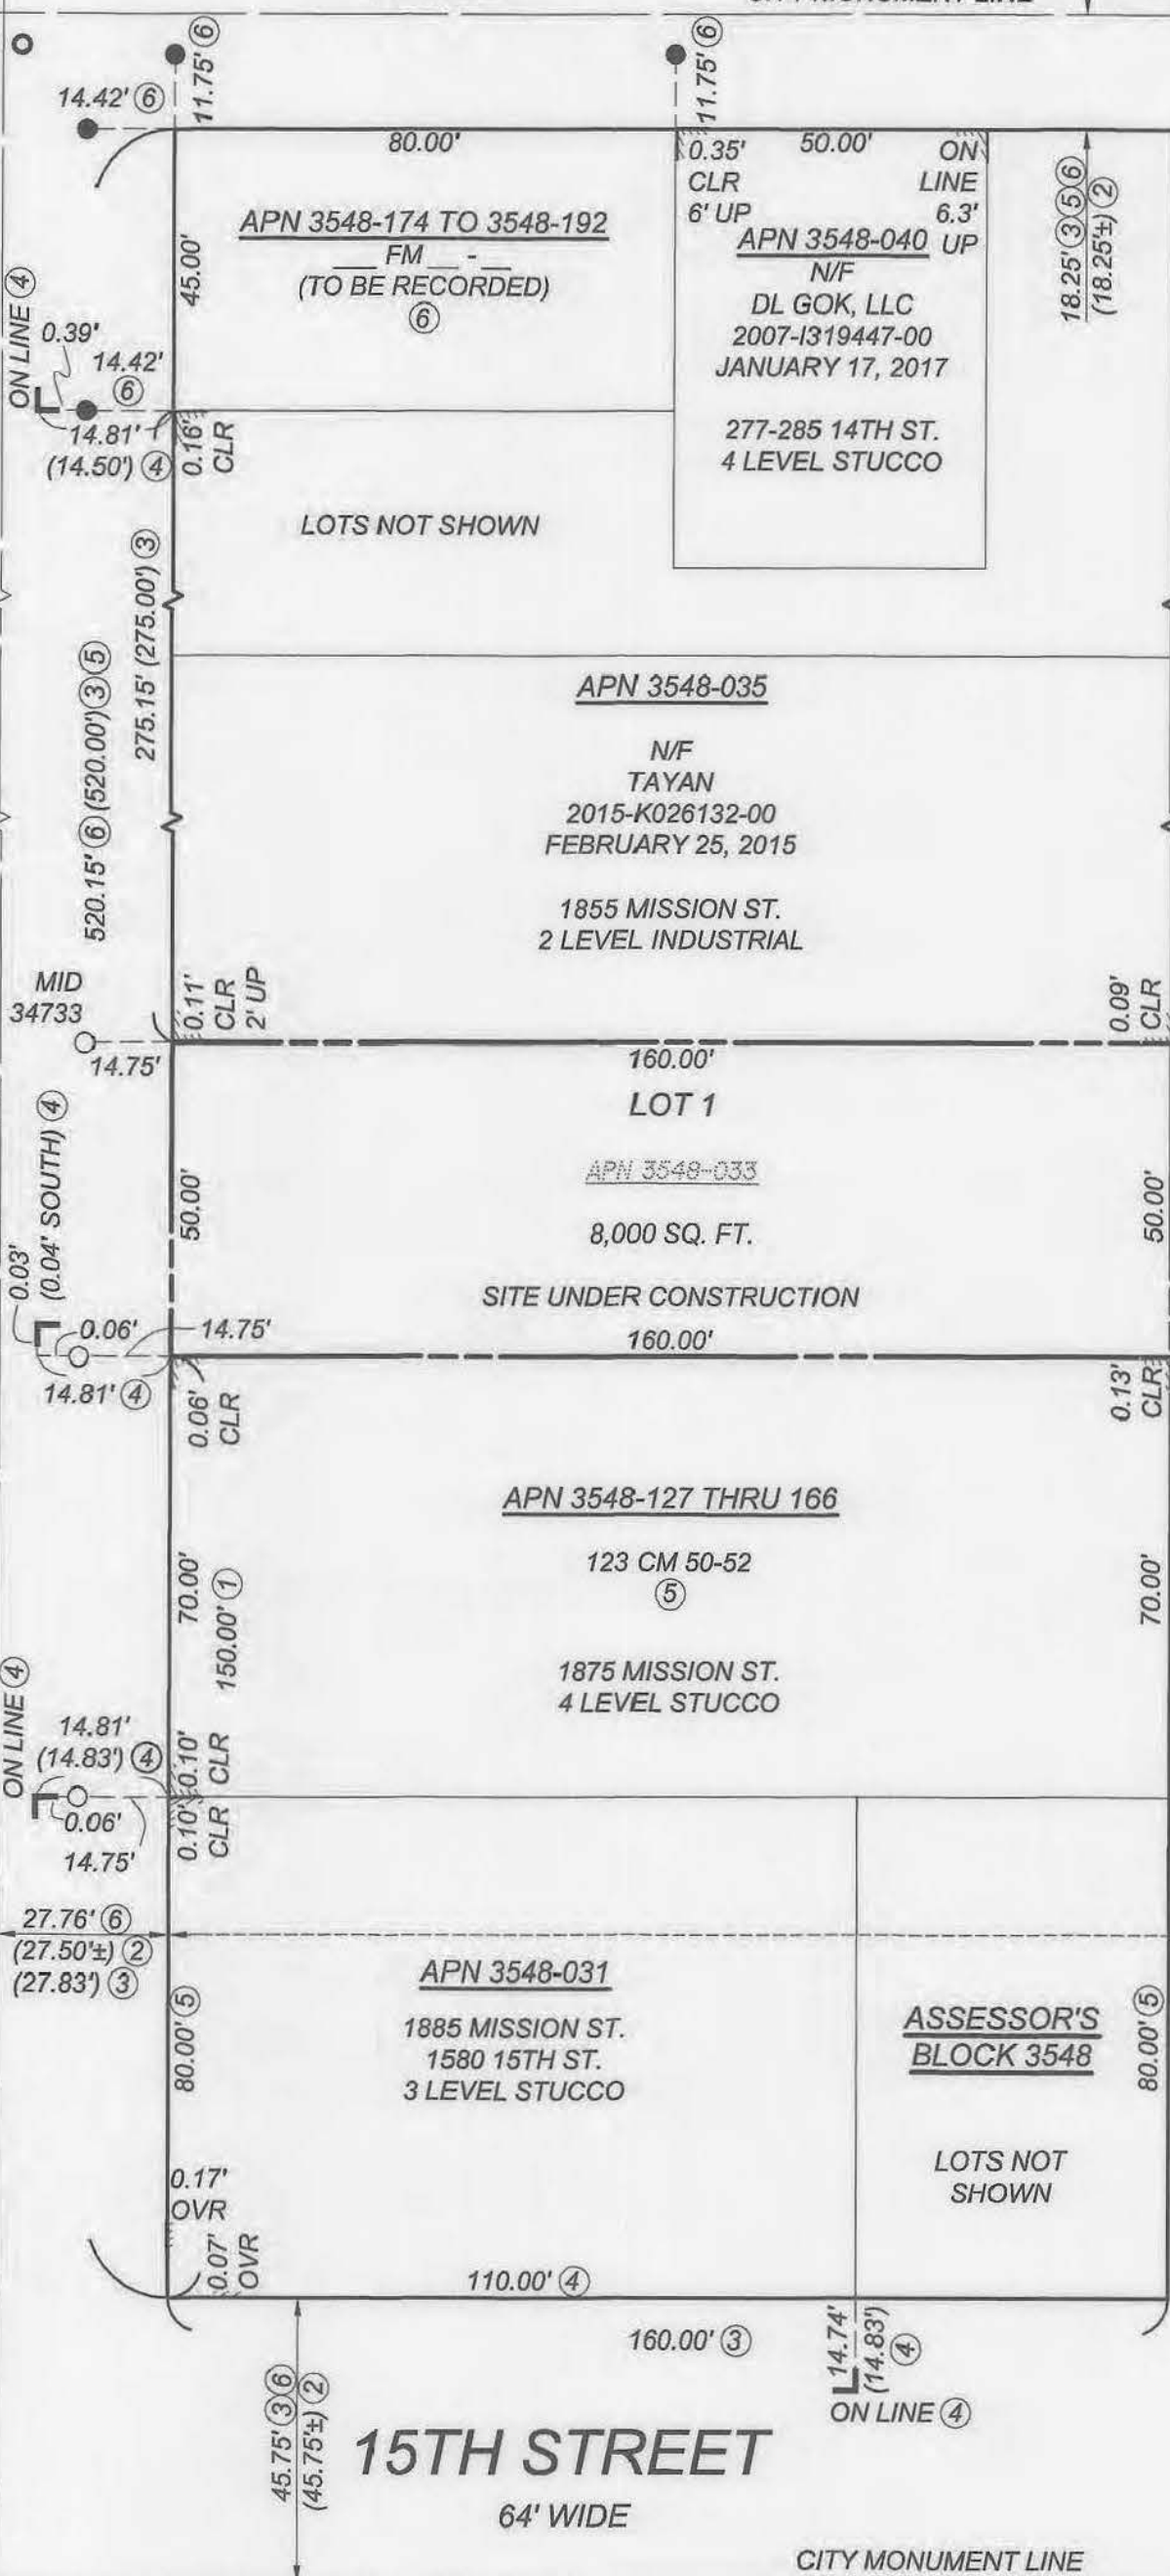 11.75' ⑥
11.75' ⑥
14.42' ⑥
80.00'
0.35'
CLR
6' UP
50.00'
ON
LINE
6.3'
UP
18.25' ③⑤⑥
(18.25'±) ②
APN 3548-174 TO 3548-192
___ FM __ - __
(TO BE RECORDED)
⑥
45.00'
APN 3548-040
N/F
DL GOK, LLC
2007-I319447-00
JANUARY 17, 2017
277-285 14TH ST.
4 LEVEL STUCCO
ON LINE ④
0.39'
14.42'
⑥
14.81'
(14.50') ④
0.16'
CLR
LOTS NOT SHOWN
275.15' (275.00') ③
520.15' ⑥ (520.00') ③⑤
APN 3548-035
N/F
TAYAN
2015-K026132-00
FEBRUARY 25, 2015
1855 MISSION ST.
2 LEVEL INDUSTRIAL
MID
34733
14.75'
0.11'
CLR
2' UP
0.09'
CLR
160.00'
LOT 1
APN 3548-033
8,000 SQ. FT.
SITE UNDER CONSTRUCTION
160.00'
50.00'
50.00'
0.03'
(0.04' SOUTH) ④
0.06'
14.75'
14.81' ④
0.06'
CLR
0.13'
CLR
APN 3548-127 THRU 166
123 CM 50-52
⑤
1875 MISSION ST.
4 LEVEL STUCCO
70.00'
150.00' ①
70.00'
ON LINE ④
14.81'
(14.83') ④
0.06'
14.75'
0.10'
CLR
0.10'
CLR
27.76' ⑥
(27.50'±) ②
(27.83') ③
APN 3548-031
1885 MISSION ST.
1580 15TH ST.
3 LEVEL STUCCO
80.00' ⑤
ASSESSOR'S
BLOCK 3548
LOTS NOT
SHOWN
80.00' ⑤
0.17'
OVR
0.07'
OVR
110.00' ④
160.00' ③
14.74'
(14.83')
④
ON LINE ④
45.75' ③⑥
(45.75'±) ②
15TH STREET
64' WIDE
CITY MONUMENT LINE